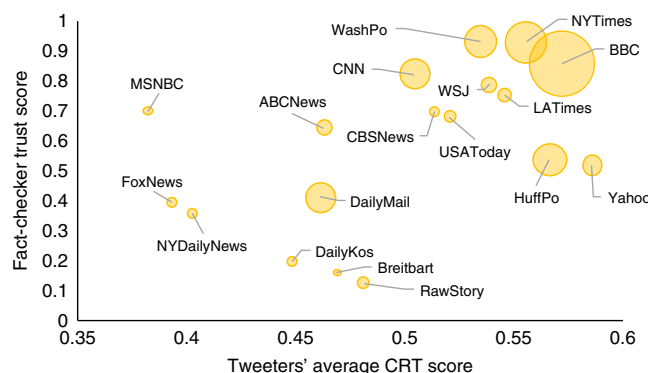 Fact-checker trust score
1
0.9
0.8
0.7
0.6
0.5
0.4
0.3
0.2
0.1
0
WashPo
NYTimes
BBC
CNN
MSNBC
WSJ
ABCNews
LATimes
CBSNews
USAToday
FoxNews
HuffPo
Yahoo
DailyMail
NYDailyNews
DailyKos
Breitbart
RawStory
0.35
0.4
0.45
0.5
0.55
0.6
Tweeters' average CRT score